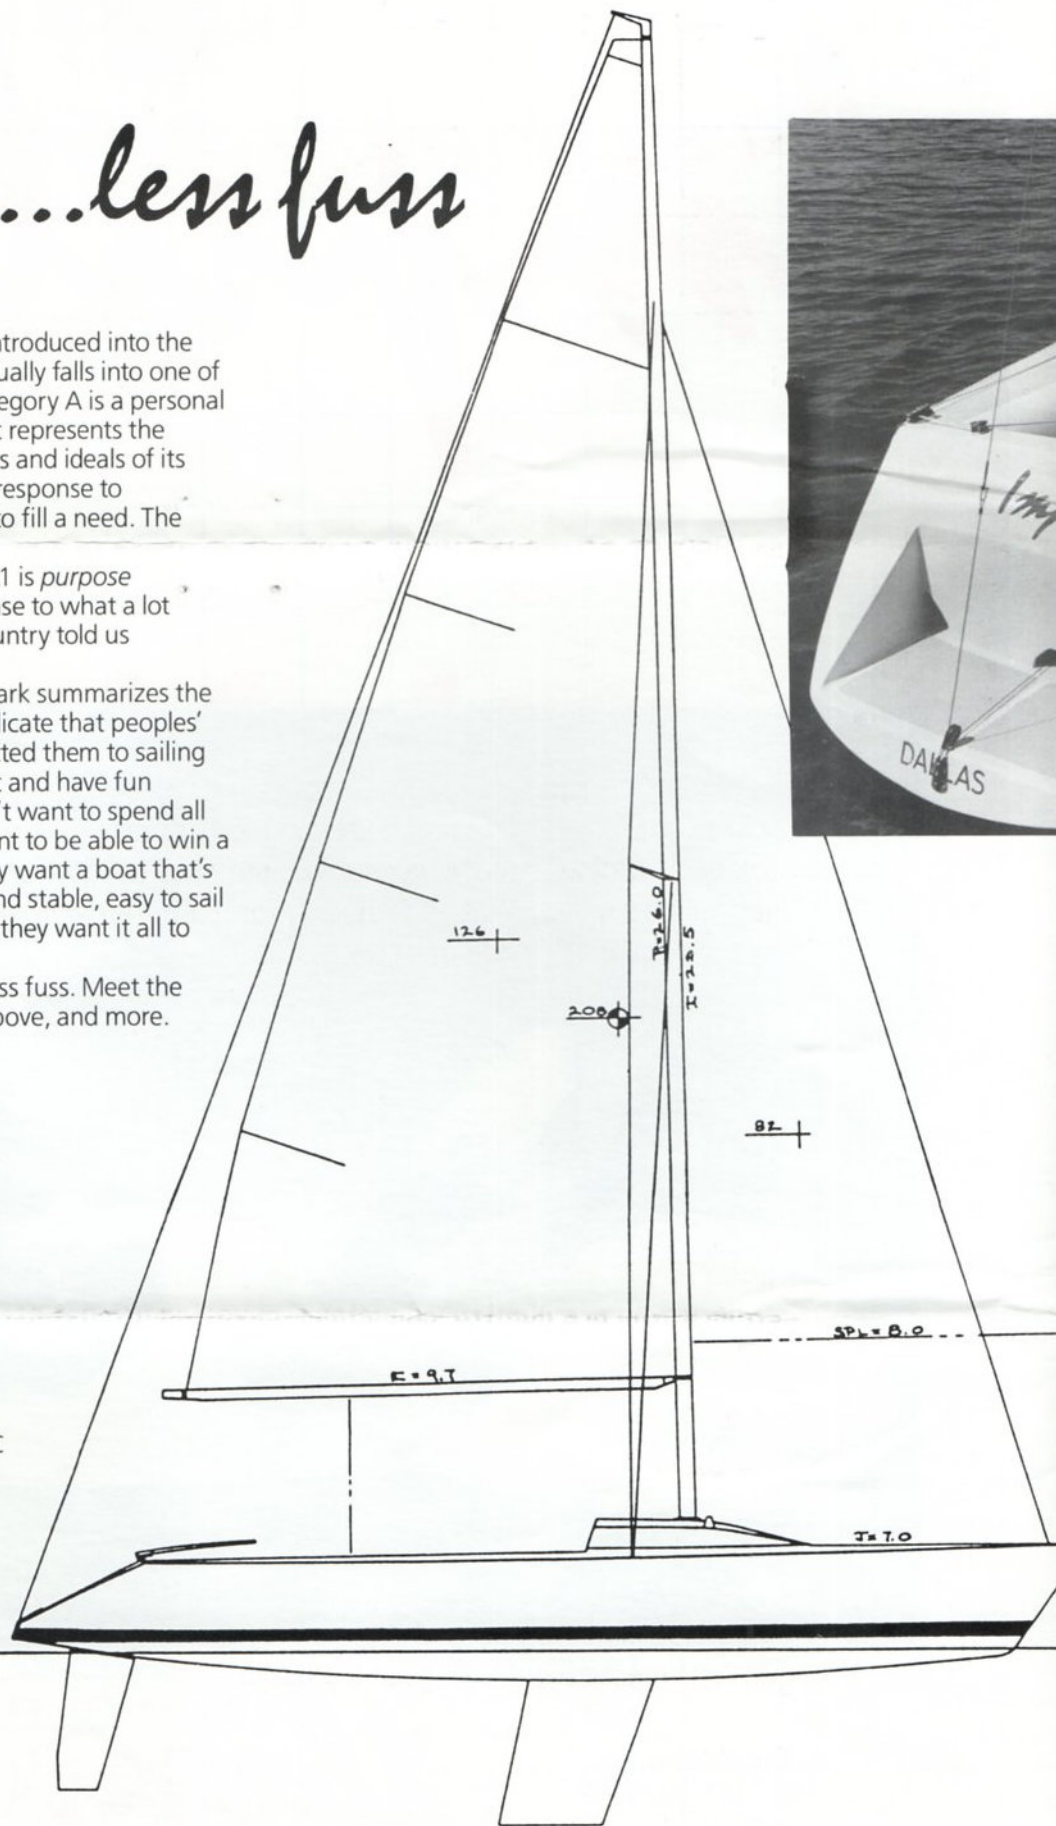 ...less fuss
ntroduced into the
ually falls into one of
egory A is a personal
t represents the
s and ideals of its
response to
to fill a need. The
1 is purpose
se to what a lot
untry told us
ark summarizes the
dicate that peoples'
cted them to sailing
t and have fun
't want to spend all
nt to be able to win a
y want a boat that's
nd stable, easy to sail
they want it all to
ss fuss. Meet the
bove, and more.
Imp
DALLAS
126
P=26.0
I=28.5
208
82
SPL = 8.0
E = 9.7
J= 7.0